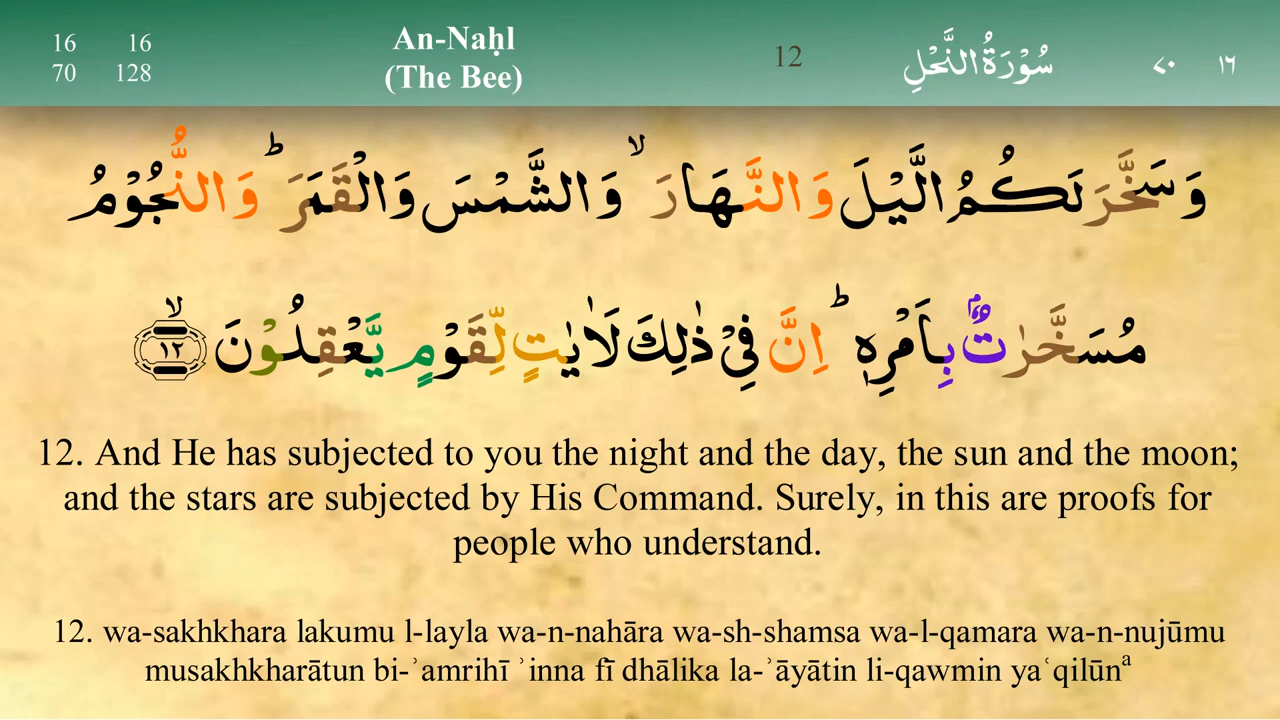 16 16
70 128
An-Naḥl
(The Bee)
12
سُوْرَةُ النَّحْلِ
٧٠
١٦
وَسَخَّرَ لَكُمُ الَّيْلَ وَالنَّهَارَ ۙ وَالشَّمْسَ وَالْقَمَرَ ؕ وَالنُّجُوْمُ
مُسَخَّرٰتٌۢ بِاَمْرِهٖ ؕ اِنَّ فِیْ ذٰلِكَ لَاٰیٰتٍ لِّقَوْمٍ یَّعْقِلُوْنَ ۙ ١٢
12. And He has subjected to you the night and the day, the sun and the moon;
and the stars are subjected by His Command. Surely, in this are proofs for
people who understand.
12. wa-sakhkhara lakumu l-layla wa-n-nahāra wa-sh-shamsa wa-l-qamara wa-n-nujūmu
musakhkharātun bi-ʾamrihī ʾinna fī dhālika la-ʾāyātin li-qawmin yaʿqilūnᵃ